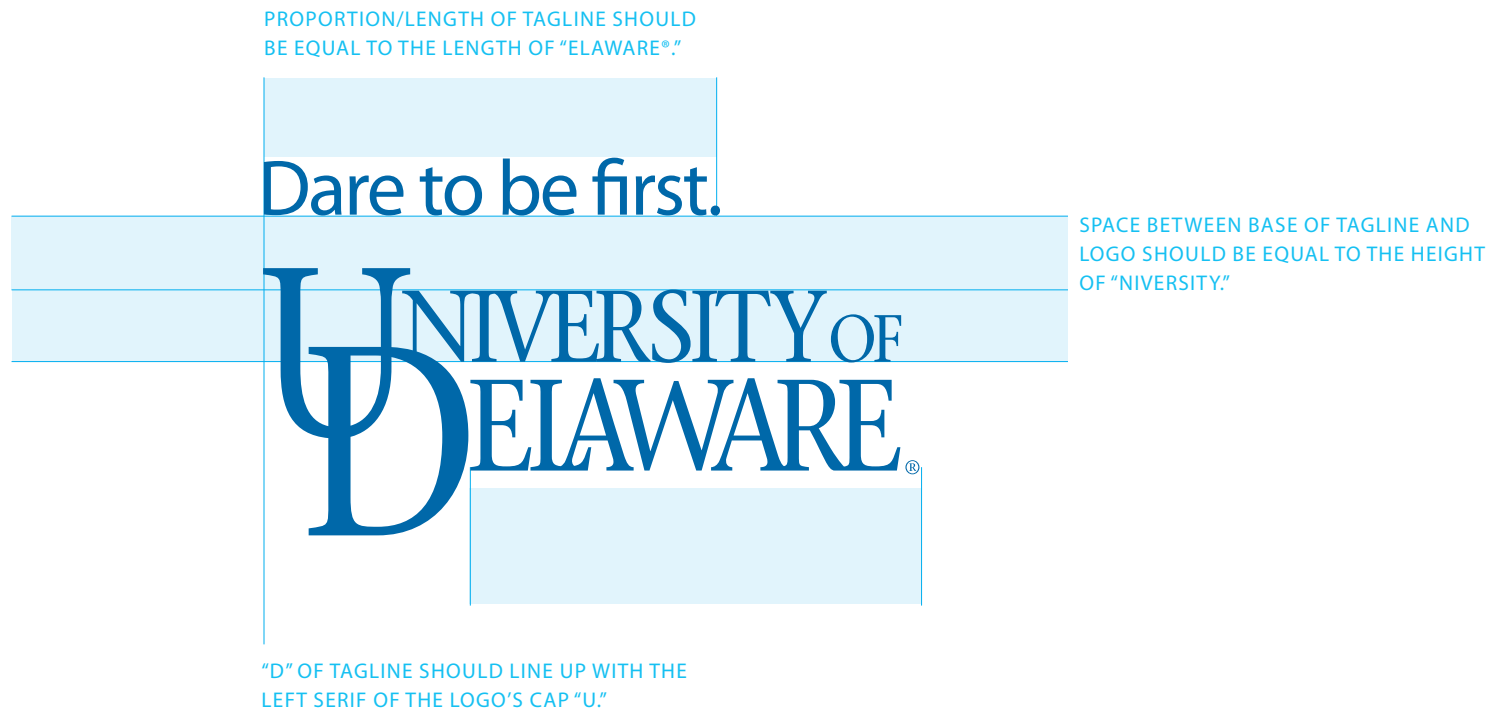 PROPORTION/LENGTH OF TAGLINE SHOULD
BE EQUAL TO THE LENGTH OF “ELAWARE®.”
Dare to be first.
SPACE BETWEEN BASE OF TAGLINE AND
LOGO SHOULD BE EQUAL TO THE HEIGHT
OF “NIVERSITY.”
UNIVERSITY OF
DELAWARE®
“D” OF TAGLINE SHOULD LINE UP WITH THE
LEFT SERIF OF THE LOGO’S CAP “U.”